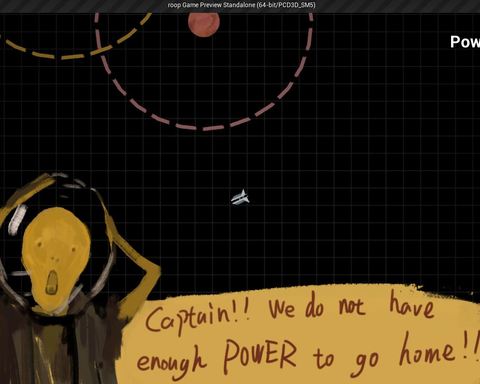 roop Game Preview Standalone (64-bit/PCD3D_SM5)
Pow
Captain!! We do not have
enough POWER to go home!!